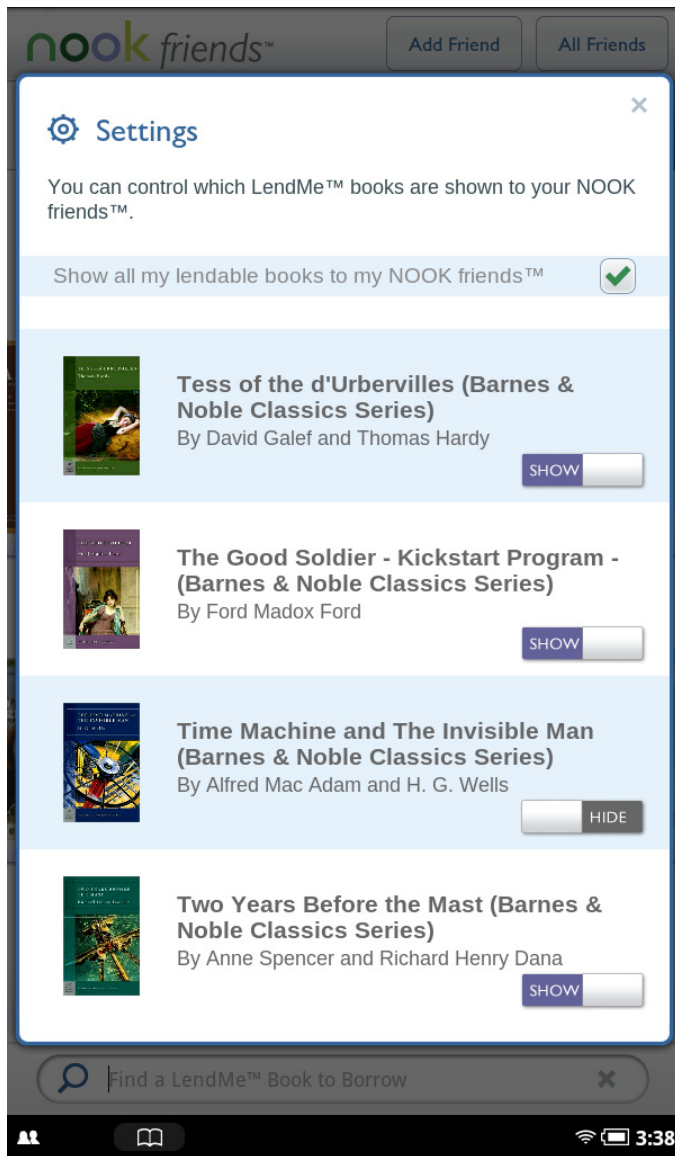 nook friends™
Add Friend
All Friends
Settings
You can control which LendMe™ books are shown to your NOOK
friends™.
Show all my lendable books to my NOOK friends™
Tess of the d'Urbervilles (Barnes &
Noble Classics Series)
By David Galef and Thomas Hardy
SHOW
The Good Soldier - Kickstart Program -
(Barnes & Noble Classics Series)
By Ford Madox Ford
SHOW
Time Machine and The Invisible Man
(Barnes & Noble Classics Series)
By Alfred Mac Adam and H. G. Wells
HIDE
Two Years Before the Mast (Barnes &
Noble Classics Series)
By Anne Spencer and Richard Henry Dana
SHOW
Find a LendMe™ Book to Borrow
3:38